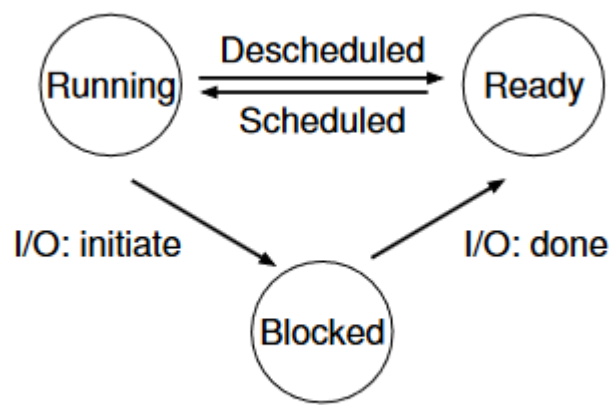 Descheduled
Running
Ready
Scheduled
I/O: initiate
I/O: done
Blocked